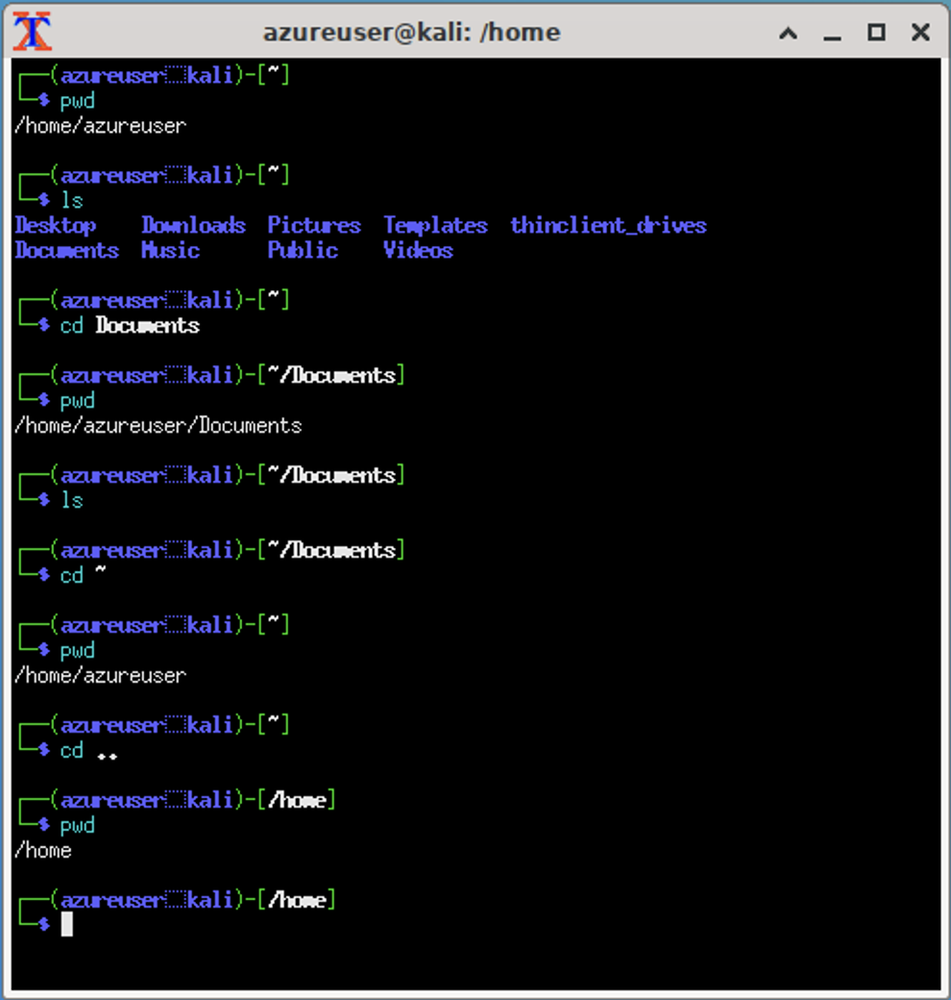 azureuser@kali: /home
┌──(azureuser㉿kali)-[~]
└─$ pwd
/home/azureuser
┌──(azureuser㉿kali)-[~]
└─$ ls
Desktop    Downloads  Pictures  Templates  thinclient_drives
Documents  Music      Public    Videos
┌──(azureuser㉿kali)-[~]
└─$ cd Documents
┌──(azureuser㉿kali)-[~/Documents]
└─$ pwd
/home/azureuser/Documents
┌──(azureuser㉿kali)-[~/Documents]
└─$ ls
┌──(azureuser㉿kali)-[~/Documents]
└─$ cd ~
┌──(azureuser㉿kali)-[~]
└─$ pwd
/home/azureuser
┌──(azureuser㉿kali)-[~]
└─$ cd ..
┌──(azureuser㉿kali)-[/home]
└─$ pwd
/home
┌──(azureuser㉿kali)-[/home]
└─$